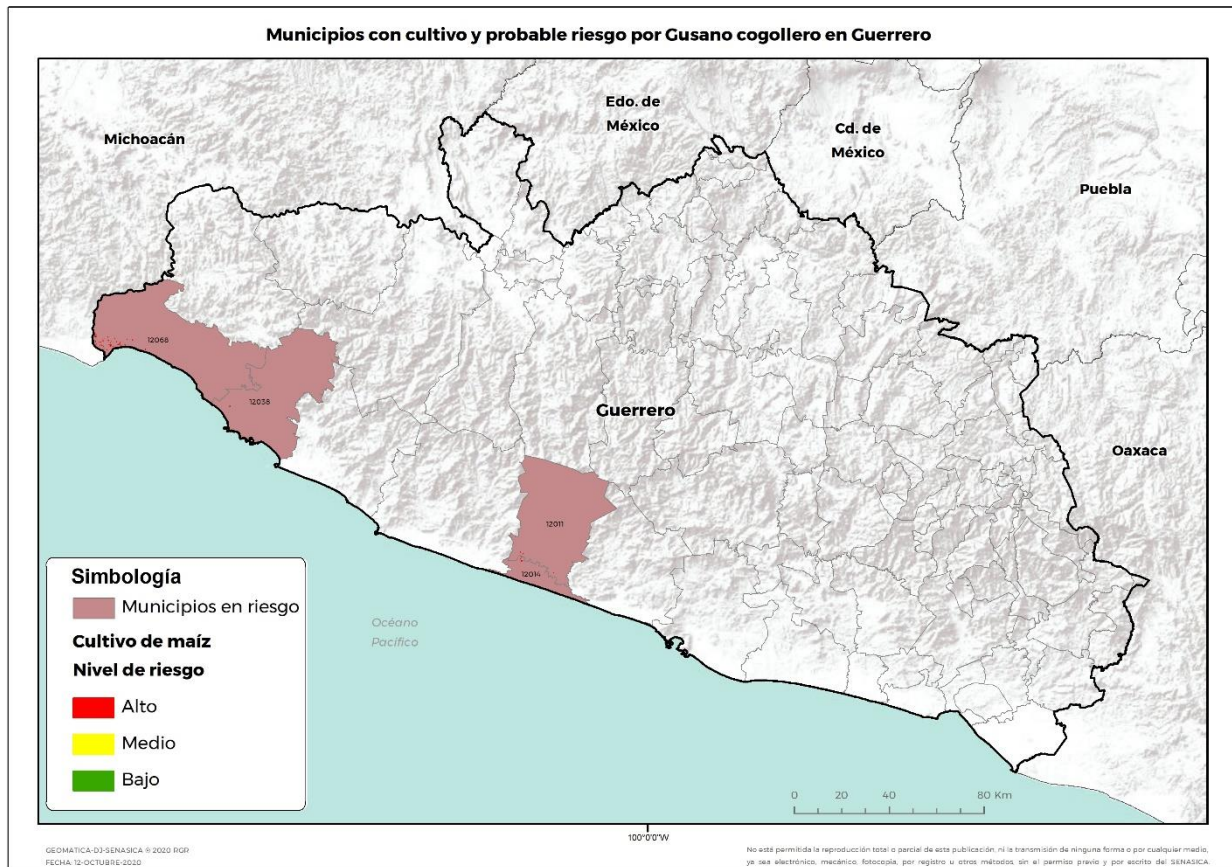 Municipios con cultivo y probable riesgo por Gusano cogollero en Guerrero
Michoacán
Edo. de
México
Cd. de
México
Puebla
12068
12038
Guerrero
Oaxaca
12011
12014
Océano
Pacífico
Simbología
Municipios en riesgo
Cultivo de maíz
Nivel de riesgo
Alto
Medio
Bajo
0 20 40 80 Km
100°0'0"W
GEOMATICA-DJ-SENASICA © 2020 RGR
FECHA: 12-OCTUBRE-2020
No está permitida la reproducción total o parcial de esta publicación, ni la transmisión de ninguna forma o por cualquier medio,
ya sea electrónico, mecánico, fotocopia, por registro u otros métodos, sin el permiso previo y por escrito del SENASICA